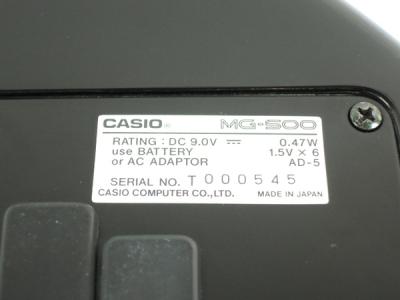 CASIO® MG-500
RATING : DC 9.0V ⎓ 0.47W
use BATTERY 1.5V × 6
or AC ADAPTOR AD-5
SERIAL NO. T 000545
CASIO COMPUTER CO., LTD. MADE IN JAPAN